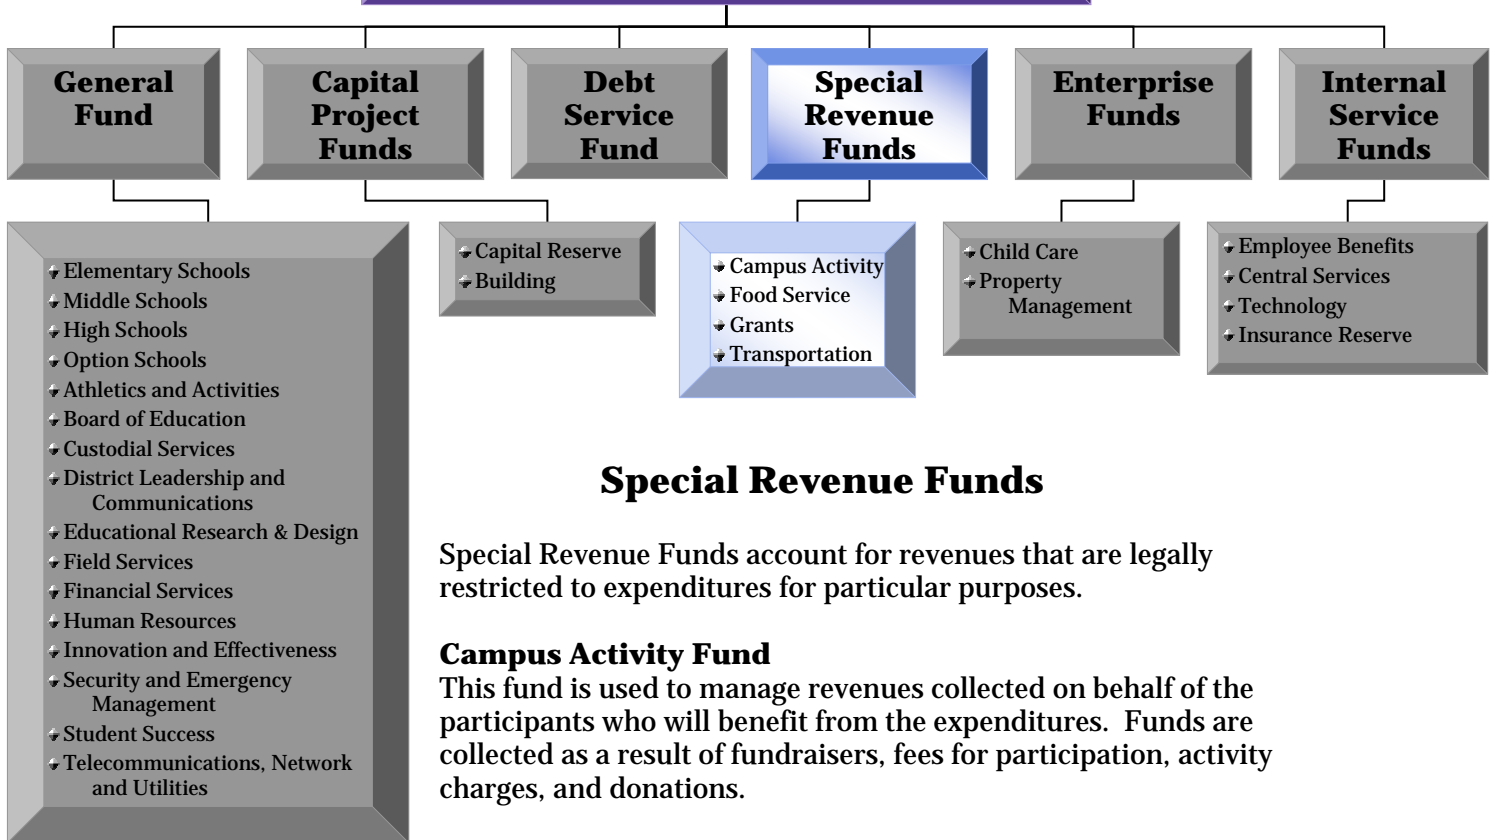 General
Fund
Capital
Project
Funds
Debt
Service
Fund
Special
Revenue
Funds
Enterprise
Funds
Internal
Service
Funds
Elementary Schools
Middle Schools
High Schools
Option Schools
Athletics and Activities
Board of Education
Custodial Services
District Leadership and
Communications
Educational Research & Design
Field Services
Financial Services
Human Resources
Innovation and Effectiveness
Security and Emergency
Management
Student Success
Telecommunications, Network
and Utilities
Capital Reserve
Building
Campus Activity
Food Service
Grants
Transportation
Child Care
Property
Management
Employee Benefits
Central Services
Technology
Insurance Reserve
Special Revenue Funds
Special Revenue Funds account for revenues that are legally
restricted to expenditures for particular purposes.
Campus Activity Fund
This fund is used to manage revenues collected on behalf of the
participants who will benefit from the expenditures.  Funds are
collected as a result of fundraisers, fees for participation, activity
charges, and donations.